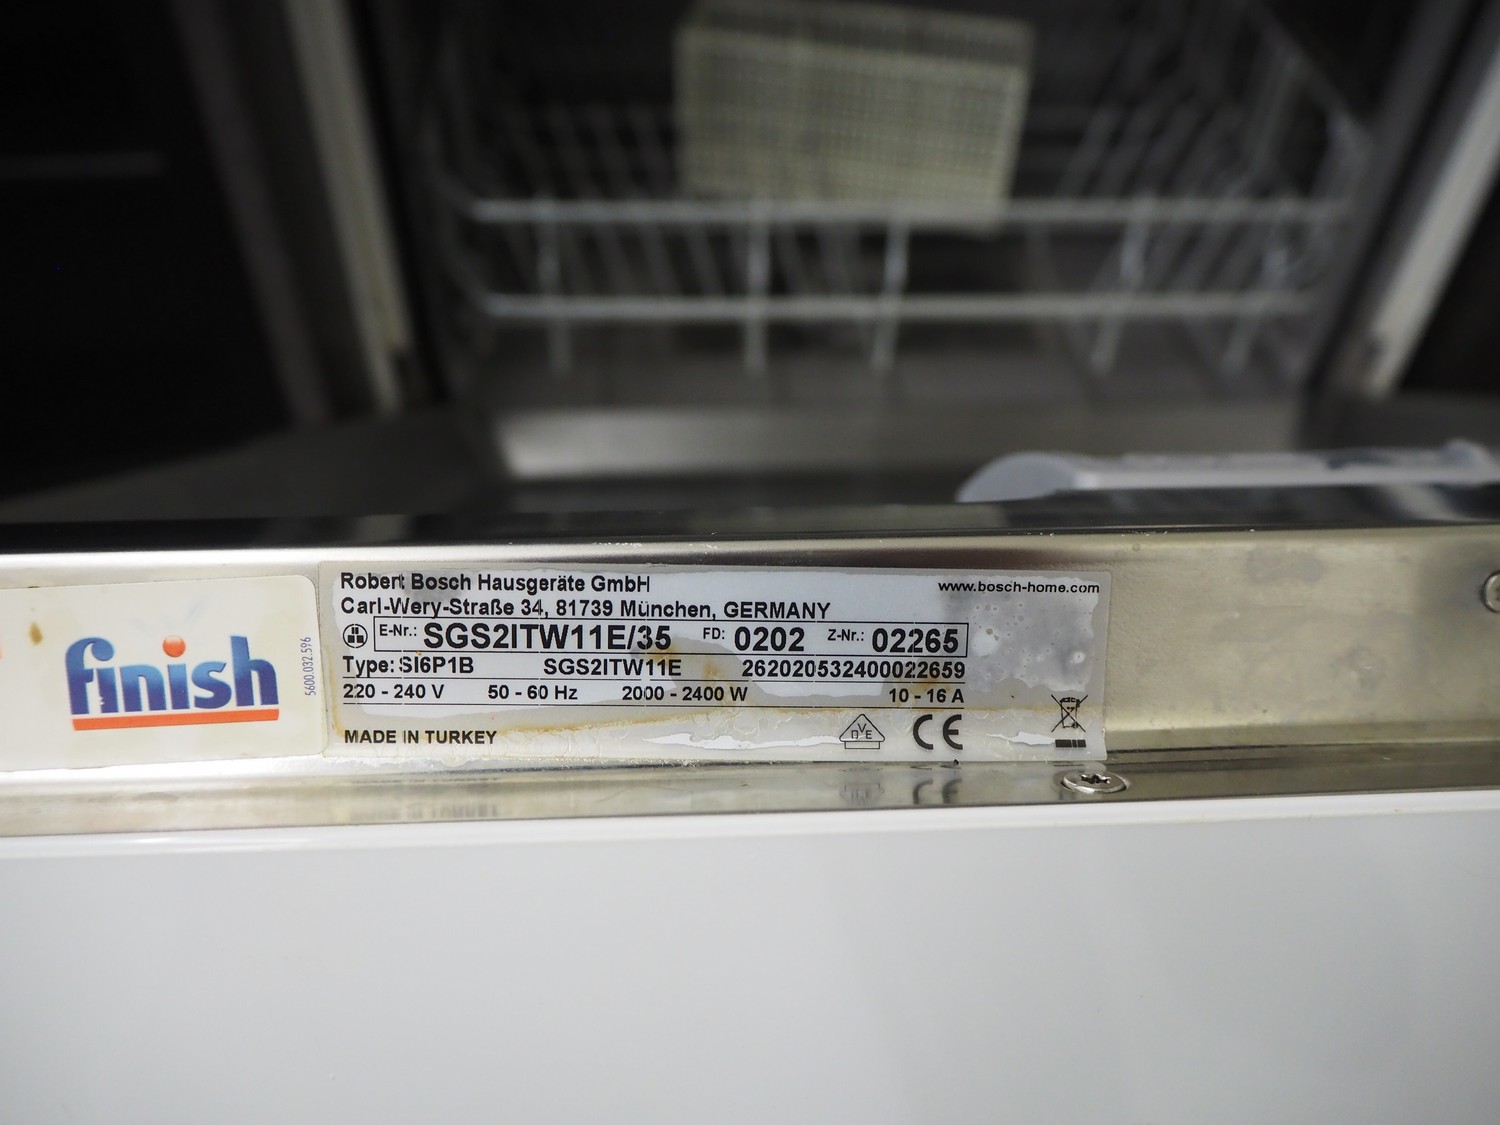 finish
5600.032.596
Robert Bosch Hausgeräte GmbH www.bosch-home.com
Carl-Wery-Straße 34, 81739 München, GERMANY
E-Nr.: SGS2ITW11E/35 FD: 0202 Z-Nr.: 02265
Type: SI6P1B SGS2ITW11E 262020532400022659
220 - 240 V 50 - 60 Hz 2000 - 2400 W 10 - 16 A
MADE IN TURKEY DVE CE